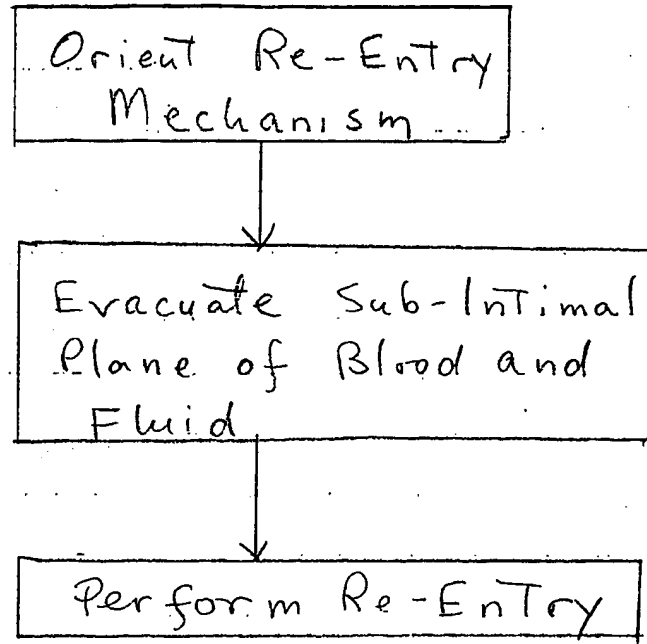 Orient Re-Entry
Mechanism
Evacuate Sub-Intimal
Plane of Blood and
Fluid
Perform Re-Entry